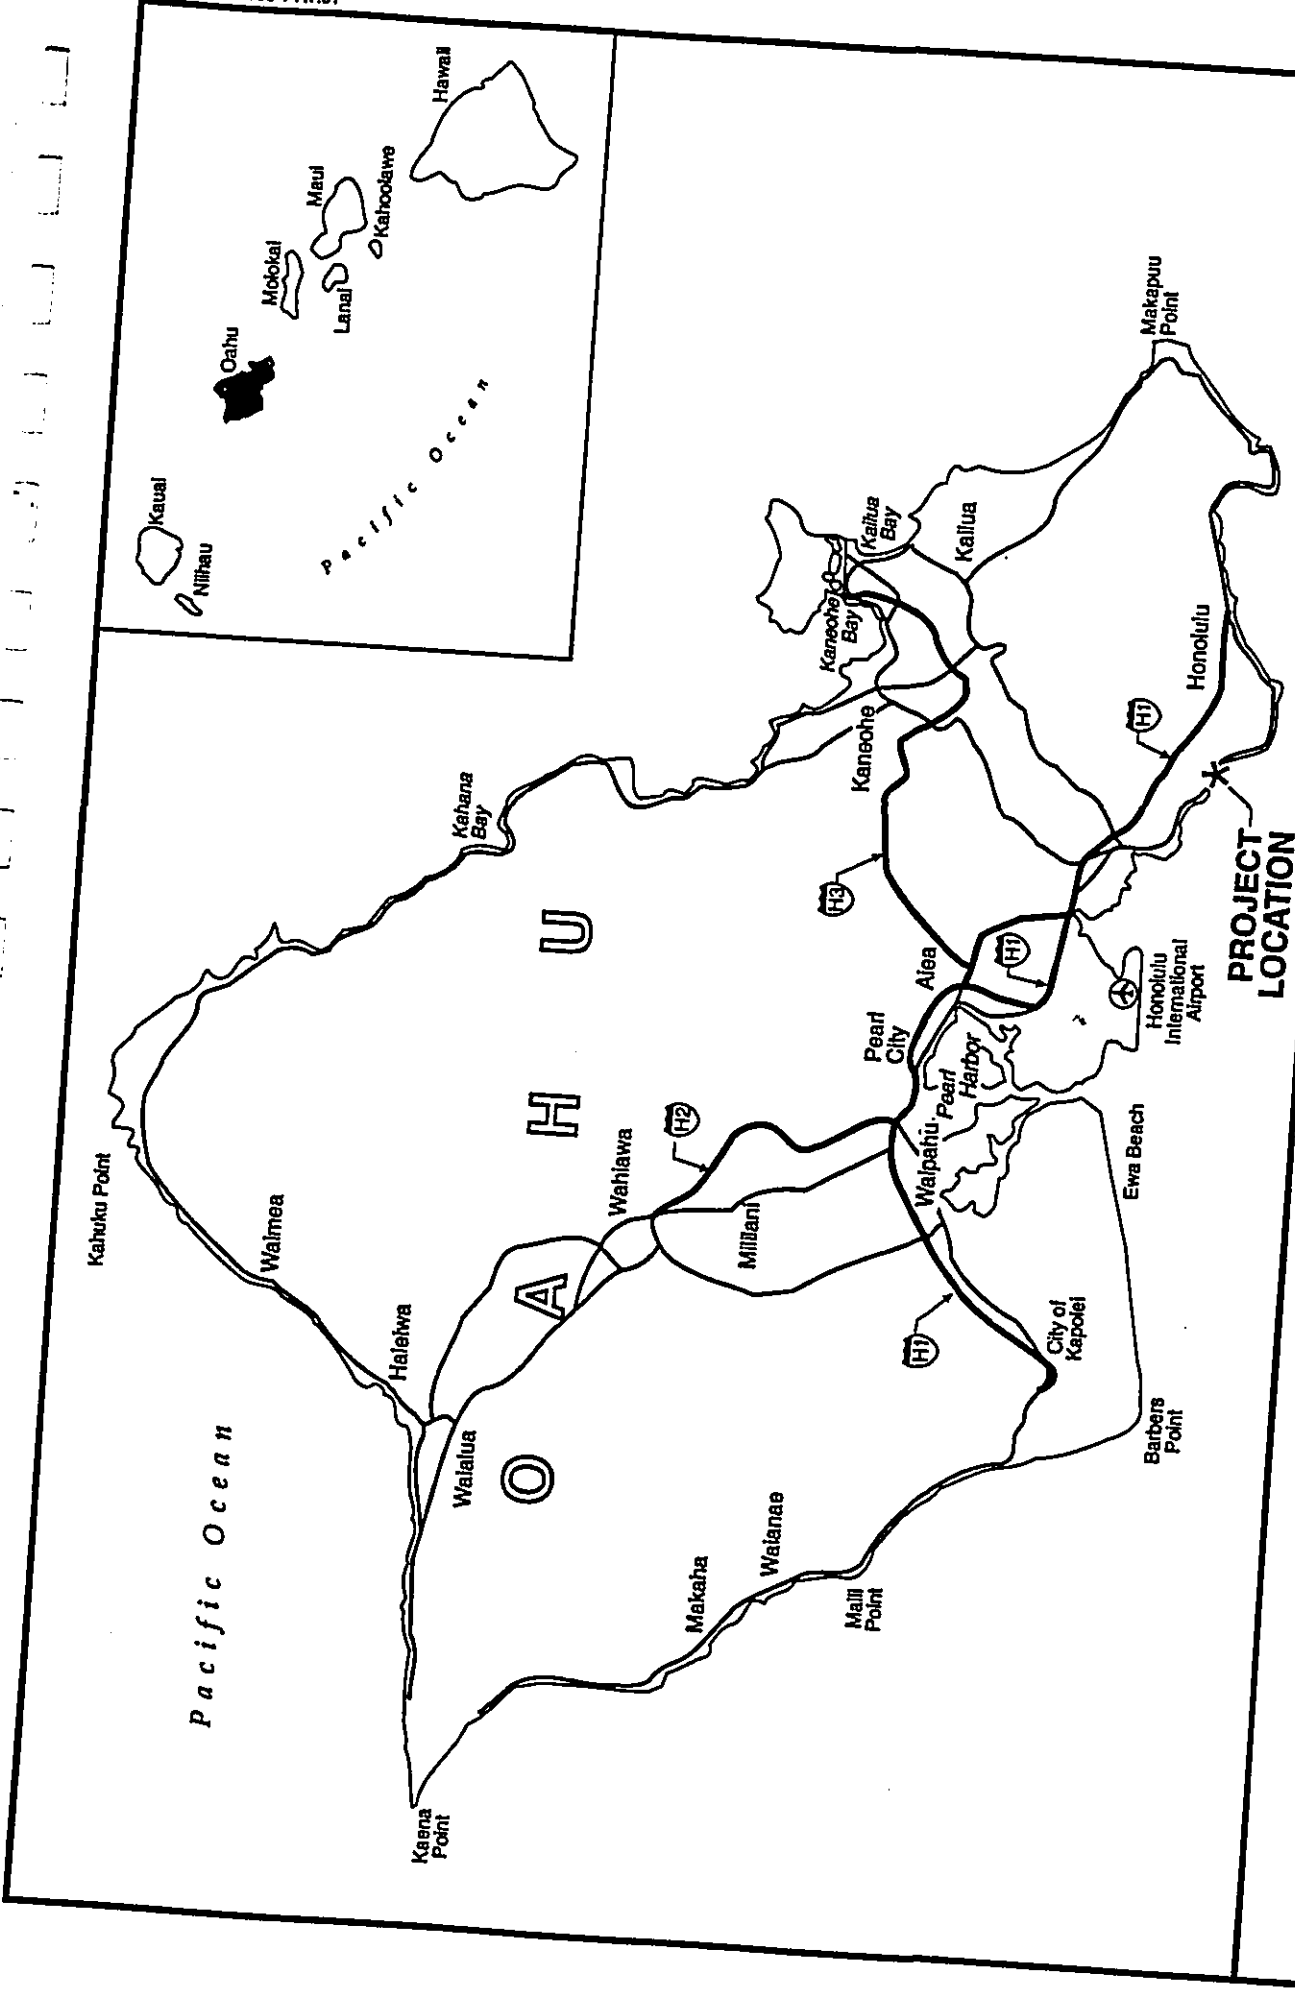 Kauai
Niihau
Oahu
Molokai
Maui
Lanai
Kahoolawe
Hawaii
Pacific Ocean
Pacific Ocean
Kahuku Point
Waimea
Haleiwa
Waialua
Kaena
Point
Kahana
Bay
OAHU
Wahiawa
H2
Mililani
Makaha
Waianae
Maili
Point
Kaneohe
Bay
Kailua
Bay
Kaneohe
Kailua
H3
Aiea
Pearl
City
Pearl
Harbor
Waipahu
H1
H1
H1
City of
Kapolei
Barbers
Point
Ewa Beach
Honolulu
International
Airport
Honolulu
Makapuu
Point
PROJECT
LOCATION